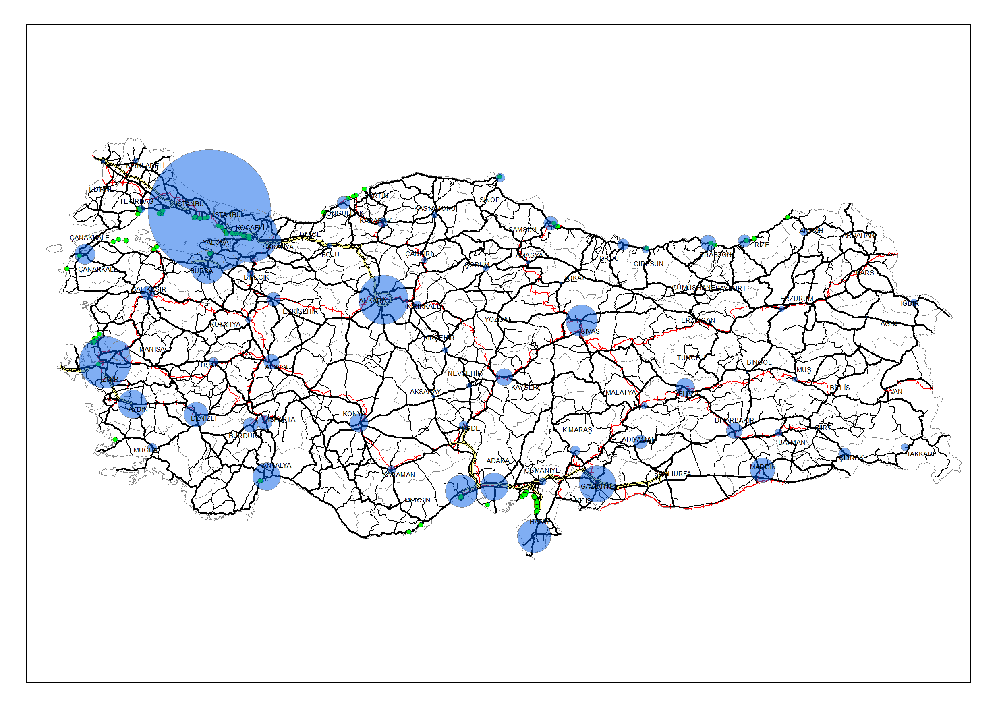 KIRKLARELİ
EDİRNE
TEKİRDAĞ
İSTANBUL
İSTANBUL
KOCAELİ
YALOVA
SAKARYA
DÜZCE
BOLU
ZONGULDAK
BARTIN
KARABÜK
KASTAMONU
SİNOP
SAMSUN
ÇANAKKALE
ÇANAKKALE
BURSA
BİLECİK
ÇANKIRI
ÇORUM
AMASYA
ORDU
GİRESUN
TRABZON
RİZE
ARTVİN
ARDAHAN
KARS
TOKAT
GÜMÜŞHANE
BAYBURT
BALIKESİR
ESKİŞEHİR
ANKARA
KIRIKKALE
ERZURUM
IĞDIR
KÜTAHYA
YOZGAT
SİVAS
ERZİNCAN
AĞRI
KIRŞEHİR
MANİSA
UŞAK
AFYON
TUNCELİ
BİNGÖL
MUŞ
İZMİR
NEVŞEHİR
KAYSERİ
AKSARAY
MALATYA
ELAZIĞ
BİTLİS
VAN
AYDIN
DENİZLİ
ISPARTA
KONYA
BURDUR
NİĞDE
K.MARAŞ
DİYARBAKIR
SİİRT
ADIYAMAN
BATMAN
MUĞLA
ŞIRNAK
HAKKARİ
ANTALYA
KARAMAN
ADANA
OSMANİYE
GAZİANTEP
ŞANLIURFA
MARDİN
MERSİN
KİLİS
HATAY